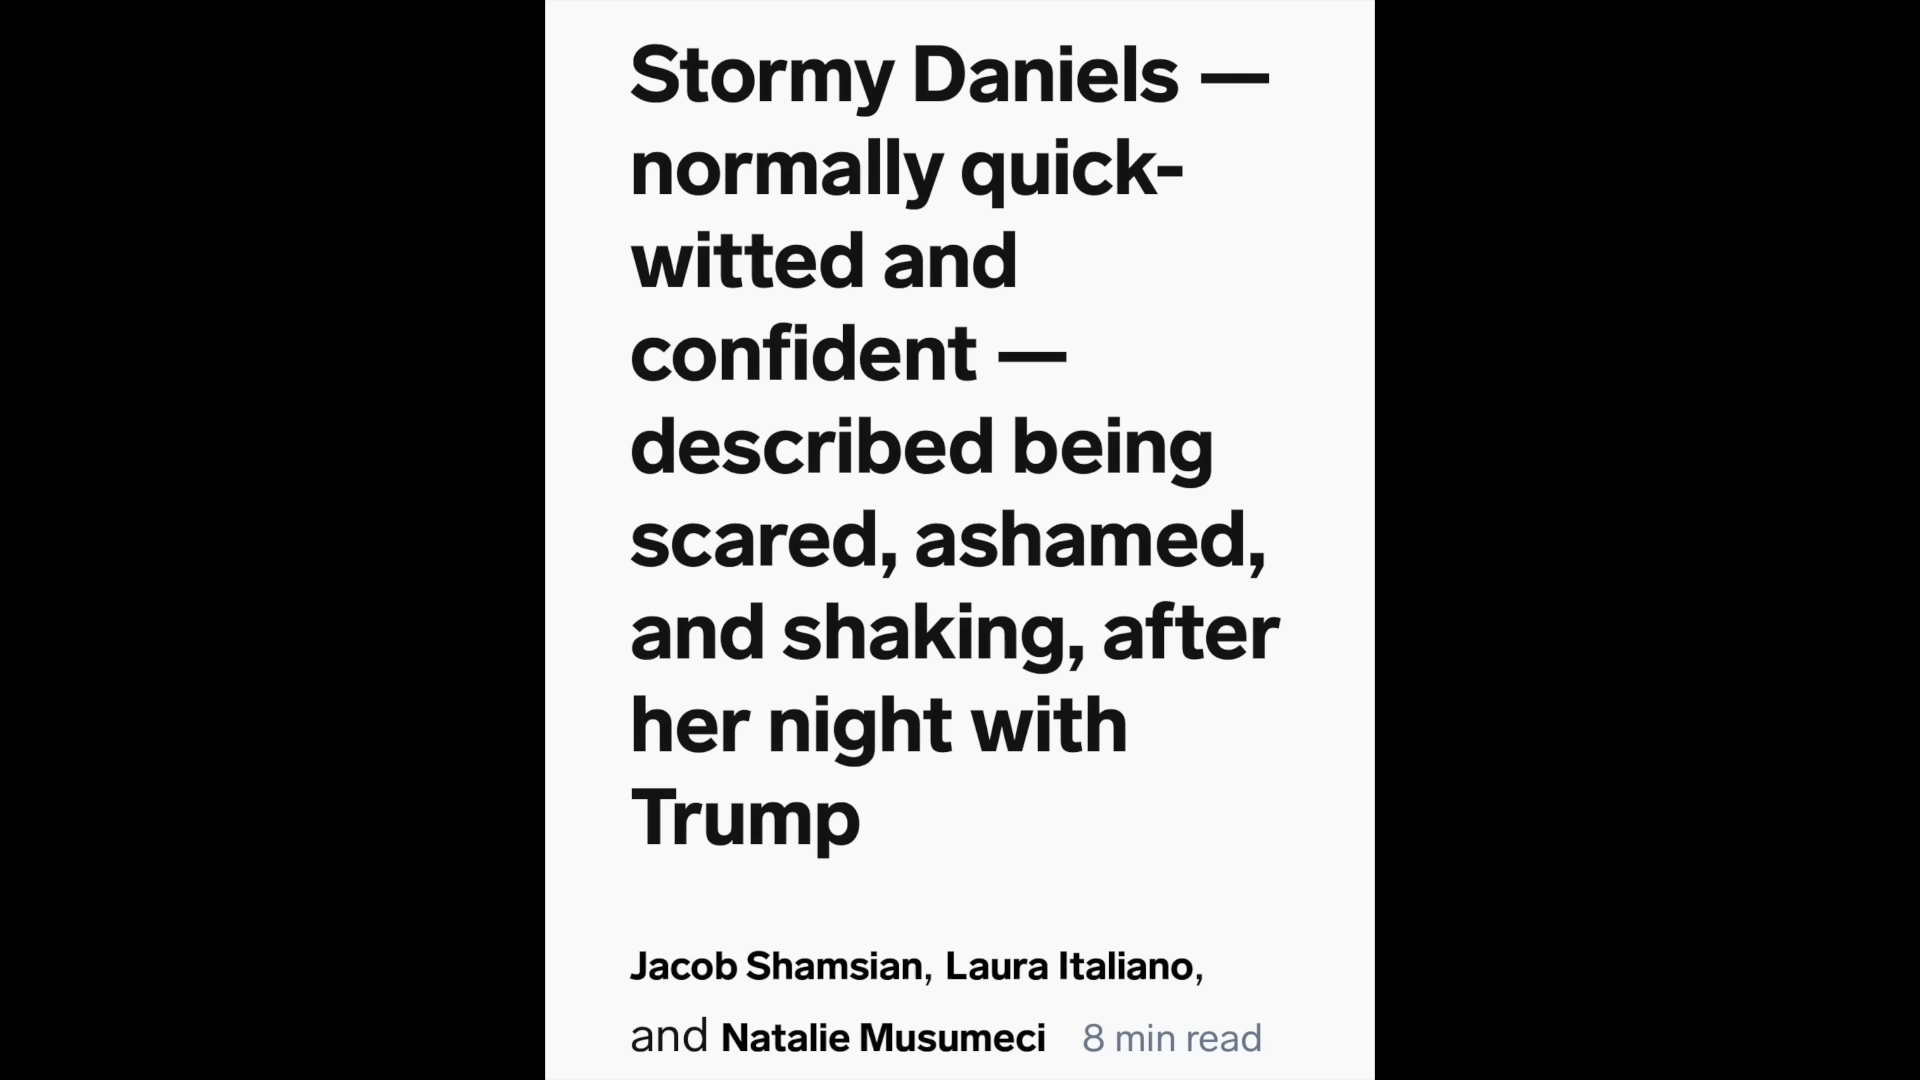 Stormy Daniels —
normally quick-
witted and
confident —
described being
scared, ashamed,
and shaking, after
her night with
Trump
Jacob Shamsian, Laura Italiano,
and Natalie Musumeci 8 min read